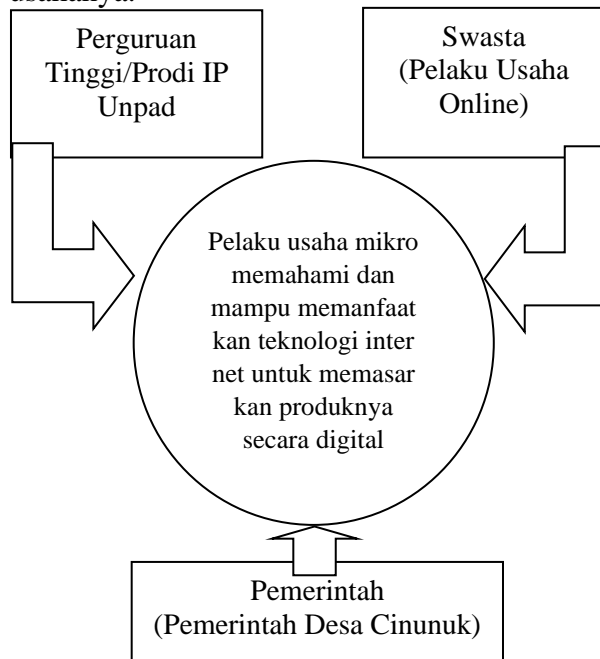 usahanya.
Perguruan
Tinggi/Prodi IP
Unpad
Swasta
(Pelaku Usaha
Online)
Pelaku usaha mikro
memahami dan
mampu memanfaat
kan teknologi inter
net untuk memasar
kan produknya
secara digital
Pemerintah
(Pemerintah Desa Cinunuk)